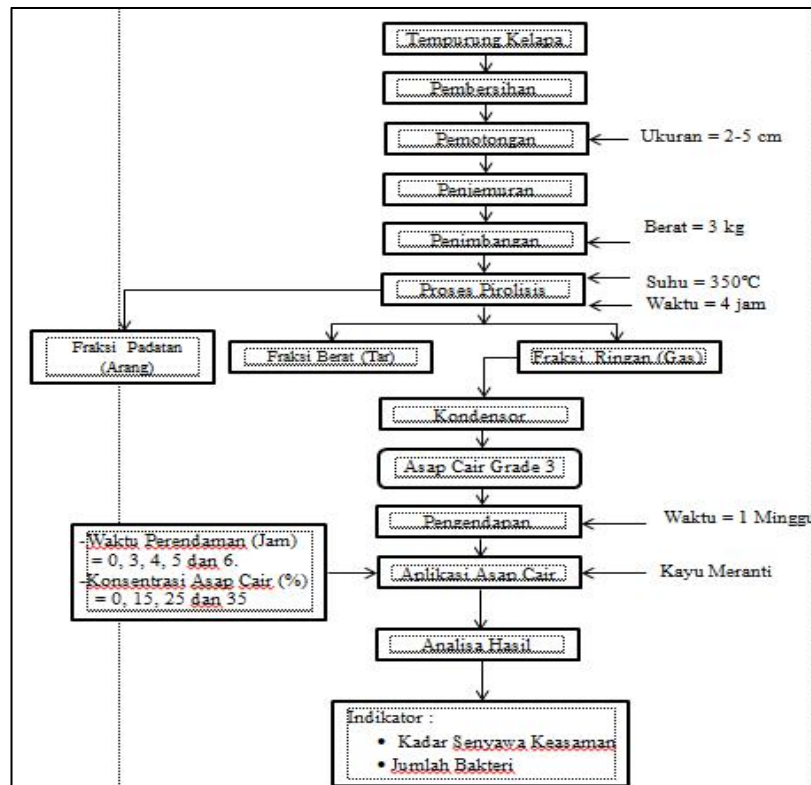 Tempurung Kelapa
Pembersihan
Pemotongan
Ukuran = 2-5 cm
Penjemuran
Penimbangan
Berat = 3 kg
Proses Pirolisis
Suhu = 350°C
Waktu = 4 jam
Fraksi Padatan
(Arang)
Fraksi Berat (Tar)
Fraksi Ringan (Gas)
Kondensor
Asap Cair Grade 3
Pengendapan
Waktu = 1 Minggu
-Waktu Perendaman (Jam)
= 0, 3, 4, 5 dan 6.
-Konsentrasi Asap Cair (%)
= 0, 15, 25 dan 35
Aplikasi Asap Cair
Kayu Meranti
Analisa Hasil
Indikator :
• Kadar Senyawa Keasaman
• Jumlah Bakteri